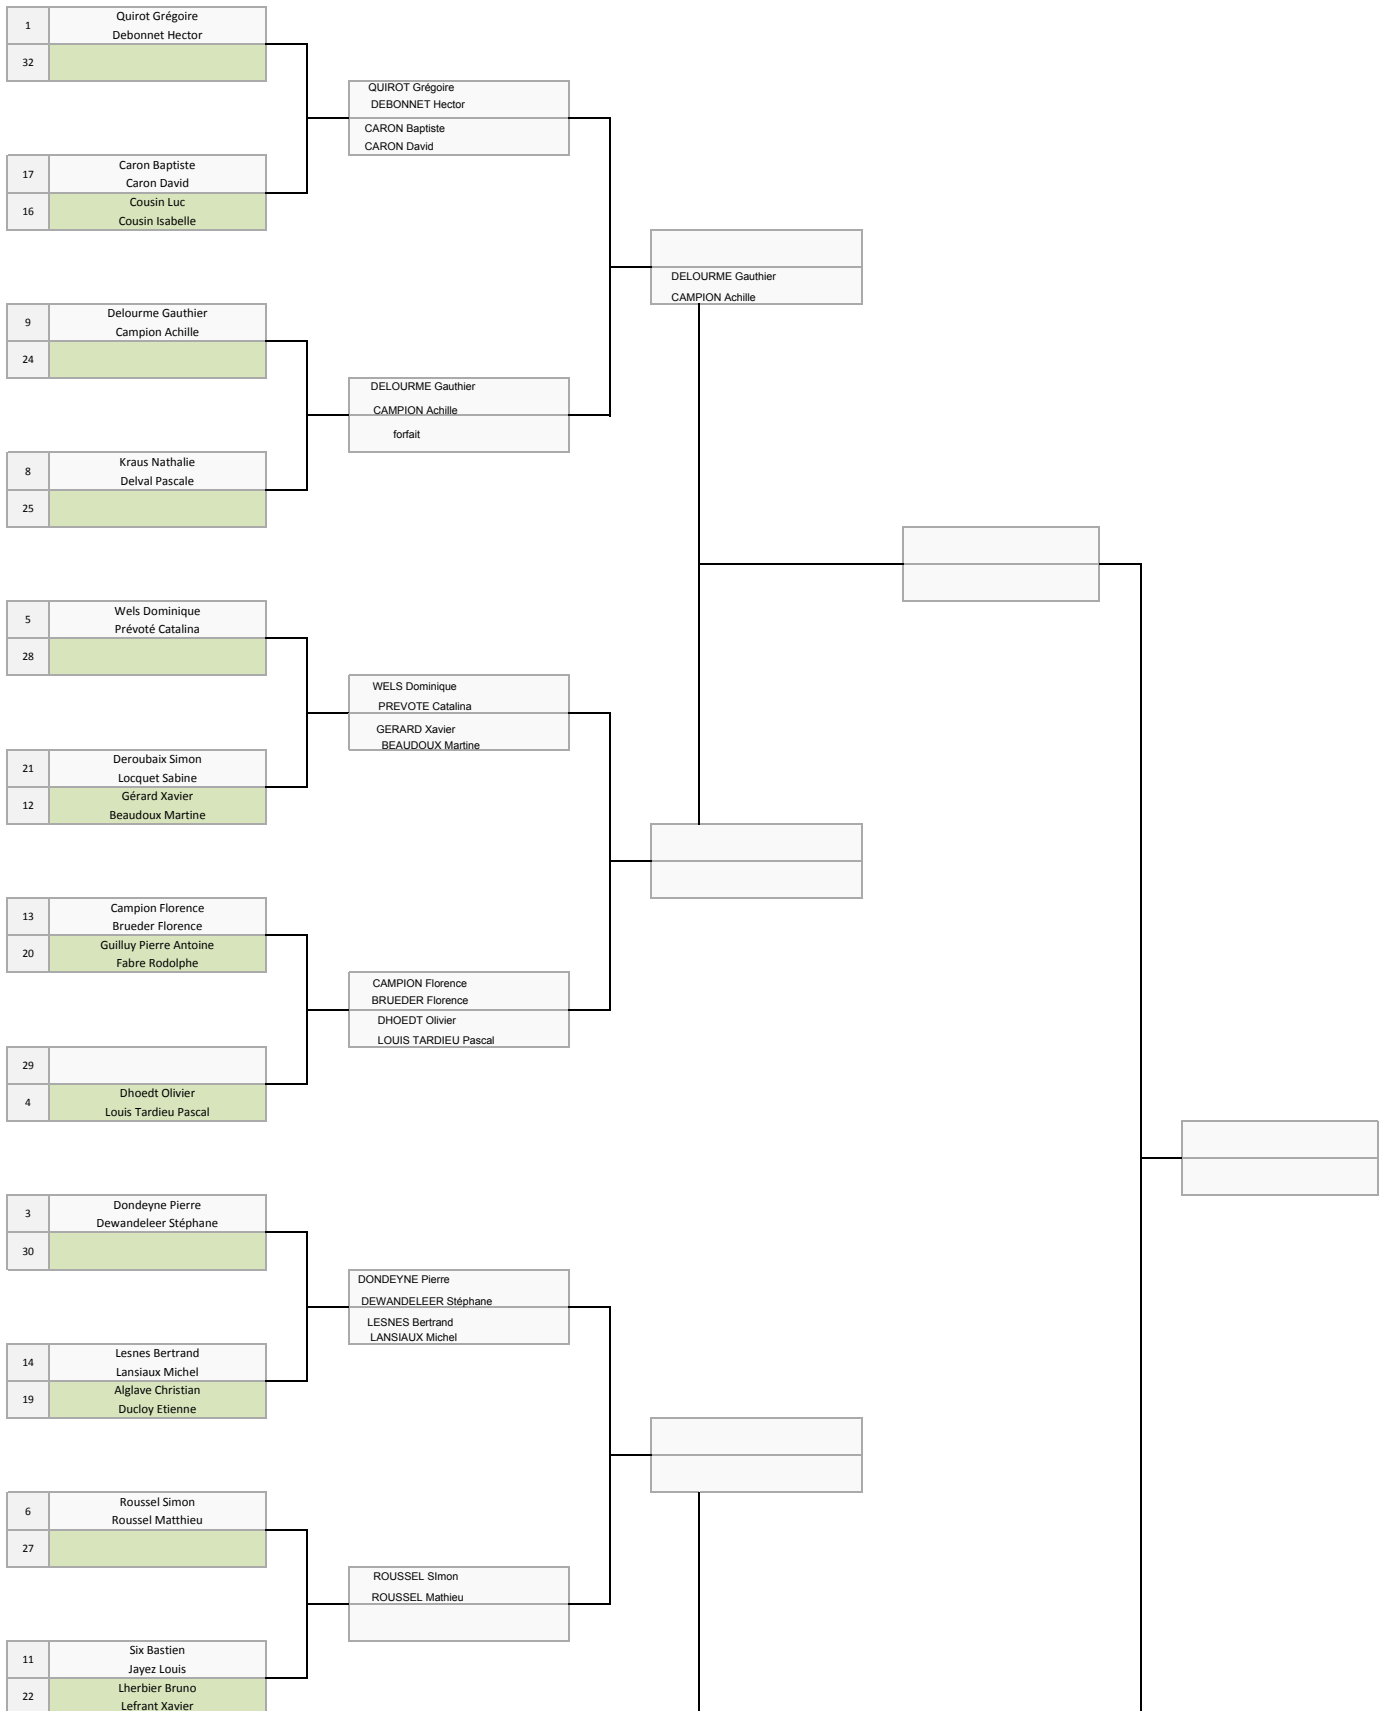 1
Quirot Grégoire
Debonnet Hector
32
QUIROT Grégoire
DEBONNET Hector
CARON Baptiste
CARON David
17
Caron Baptiste
Caron David
16
Cousin Luc
Cousin Isabelle
DELOURME Gauthier
CAMPION Achille
9
Delourme Gauthier
Campion Achille
24
DELOURME Gauthier
CAMPION Achille
forfait
8
Kraus Nathalie
Delval Pascale
25
5
Wels Dominique
Prévoté Catalina
28
WELS Dominique
PREVOTE Catalina
GERARD Xavier
BEAUDOUX Martine
21
Deroubaix Simon
Locquet Sabine
12
Gérard Xavier
Beaudoux Martine
13
Campion Florence
Brueder Florence
20
Guilluy Pierre Antoine
Fabre Rodolphe
CAMPION Florence
BRUEDER Florence
DHOEDT Olivier
LOUIS TARDIEU Pascal
29
4
Dhoedt Olivier
Louis Tardieu Pascal
3
Dondeyne Pierre
Dewandeleer Stéphane
30
DONDEYNE Pierre
DEWANDELEER Stéphane
LESNES Bertrand
LANSIAUX Michel
14
Lesnes Bertrand
Lansiaux Michel
19
Alglave Christian
Ducloy Etienne
6
Roussel Simon
Roussel Matthieu
27
ROUSSEL SImon
ROUSSEL Mathieu
11
Six Bastien
Jayez Louis
22
Lherbier Bruno
Lefrant Xavier